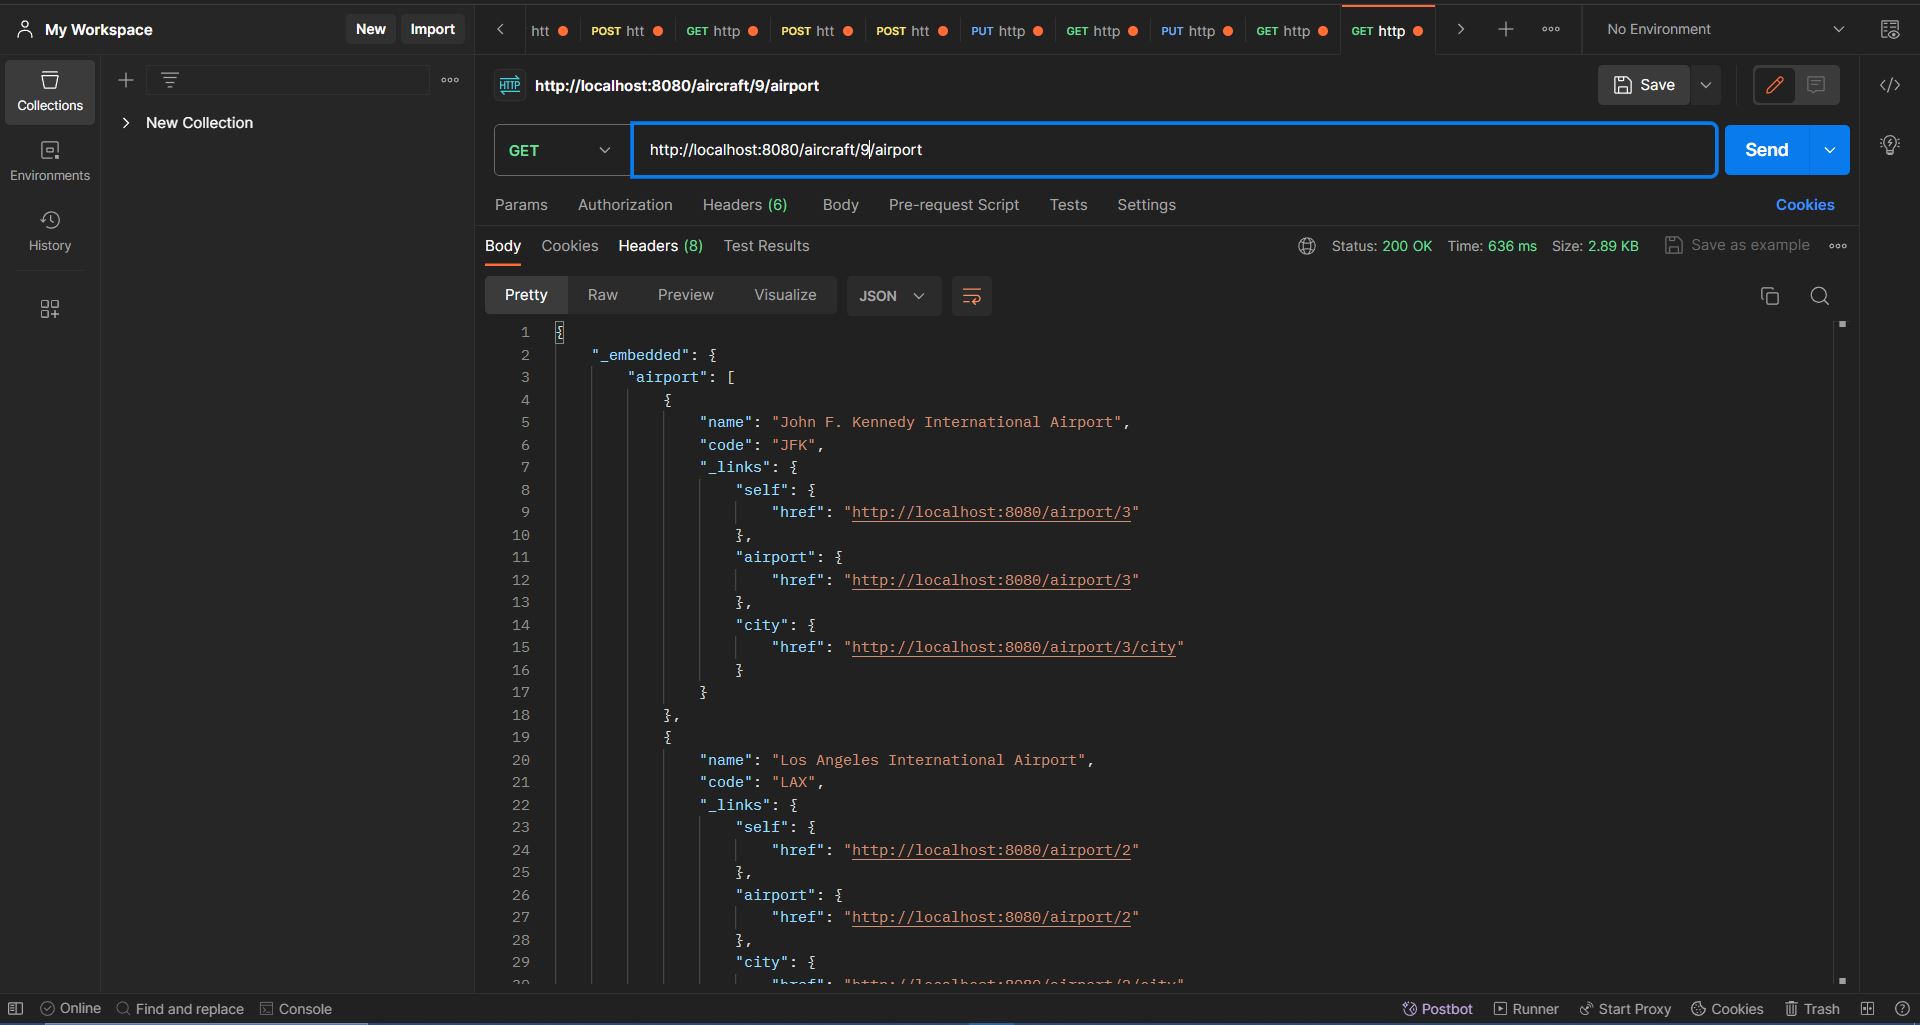 My Workspace
New
Import
htt
POST htt
GET http
POST htt
POST htt
PUT http
GET http
PUT http
GET http
GET http
No Environment
Collections
Environments
History
New Collection
HTTP
http://localhost:8080/aircraft/9/airport
Save
GET
http://localhost:8080/aircraft/9/airport
Send
Params
Authorization
Headers (6)
Body
Pre-request Script
Tests
Settings
Cookies
Body
Cookies
Headers (8)
Test Results
Status: 200 OK
Time: 636 ms
Size: 2.89 KB
Save as example
Pretty
Raw
Preview
Visualize
JSON
1 {
2 "_embedded": {
3 "airport": [
4 {
5 "name": "John F. Kennedy International Airport",
6 "code": "JFK",
7 "_links": {
8 "self": {
9 "href": "http://localhost:8080/airport/3"
10 },
11 "airport": {
12 "href": "http://localhost:8080/airport/3"
13 },
14 "city": {
15 "href": "http://localhost:8080/airport/3/city"
16 }
17 }
18 },
19 {
20 "name": "Los Angeles International Airport",
21 "code": "LAX",
22 "_links": {
23 "self": {
24 "href": "http://localhost:8080/airport/2"
25 },
26 "airport": {
27 "href": "http://localhost:8080/airport/2"
28 },
29 "city": {
30 "href": "http://localhost:8080/airport/2/city"
Online
Find and replace
Console
Postbot
Runner
Start Proxy
Cookies
Trash